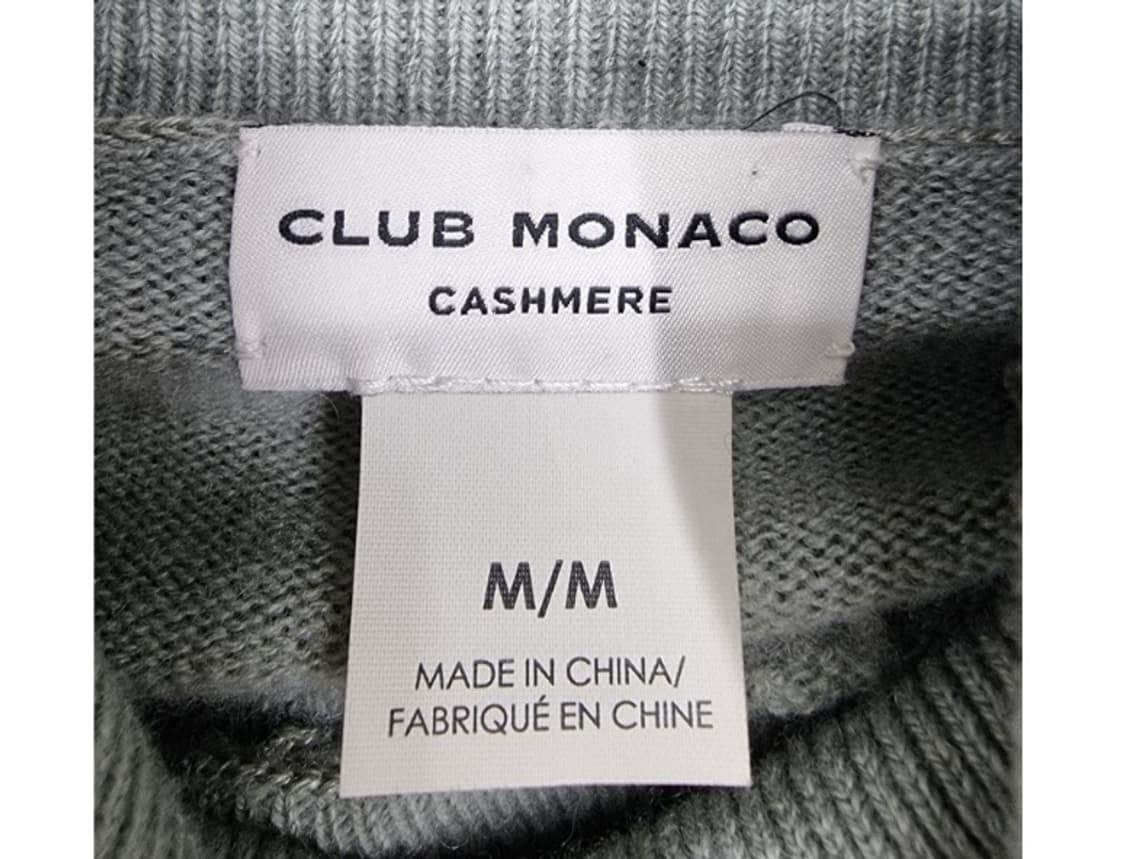 CLUB MONACO
CASHMERE
M/M
MADE IN CHINA/
FABRIQUÉ EN CHINE